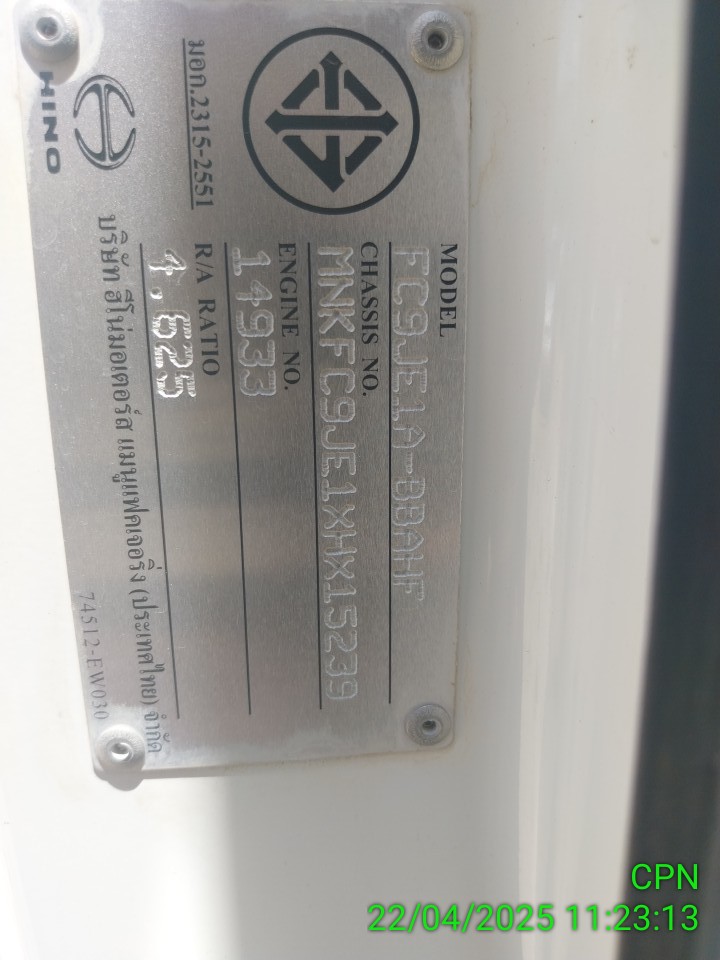 มอก.2315-2551
HINO
MODEL
FC9JE1A-BBAHF
CHASSIS NO.
MNKFC9JE1XHX15239
ENGINE NO.
14933
R/A RATIO
4.625
บริษัท ฮีโน่มอเตอร์ส แมนูแฟคเจอริ่ง (ประเทศไทย) จำกัด
74512-EW030
CPN
22/04/2025 11:23:13